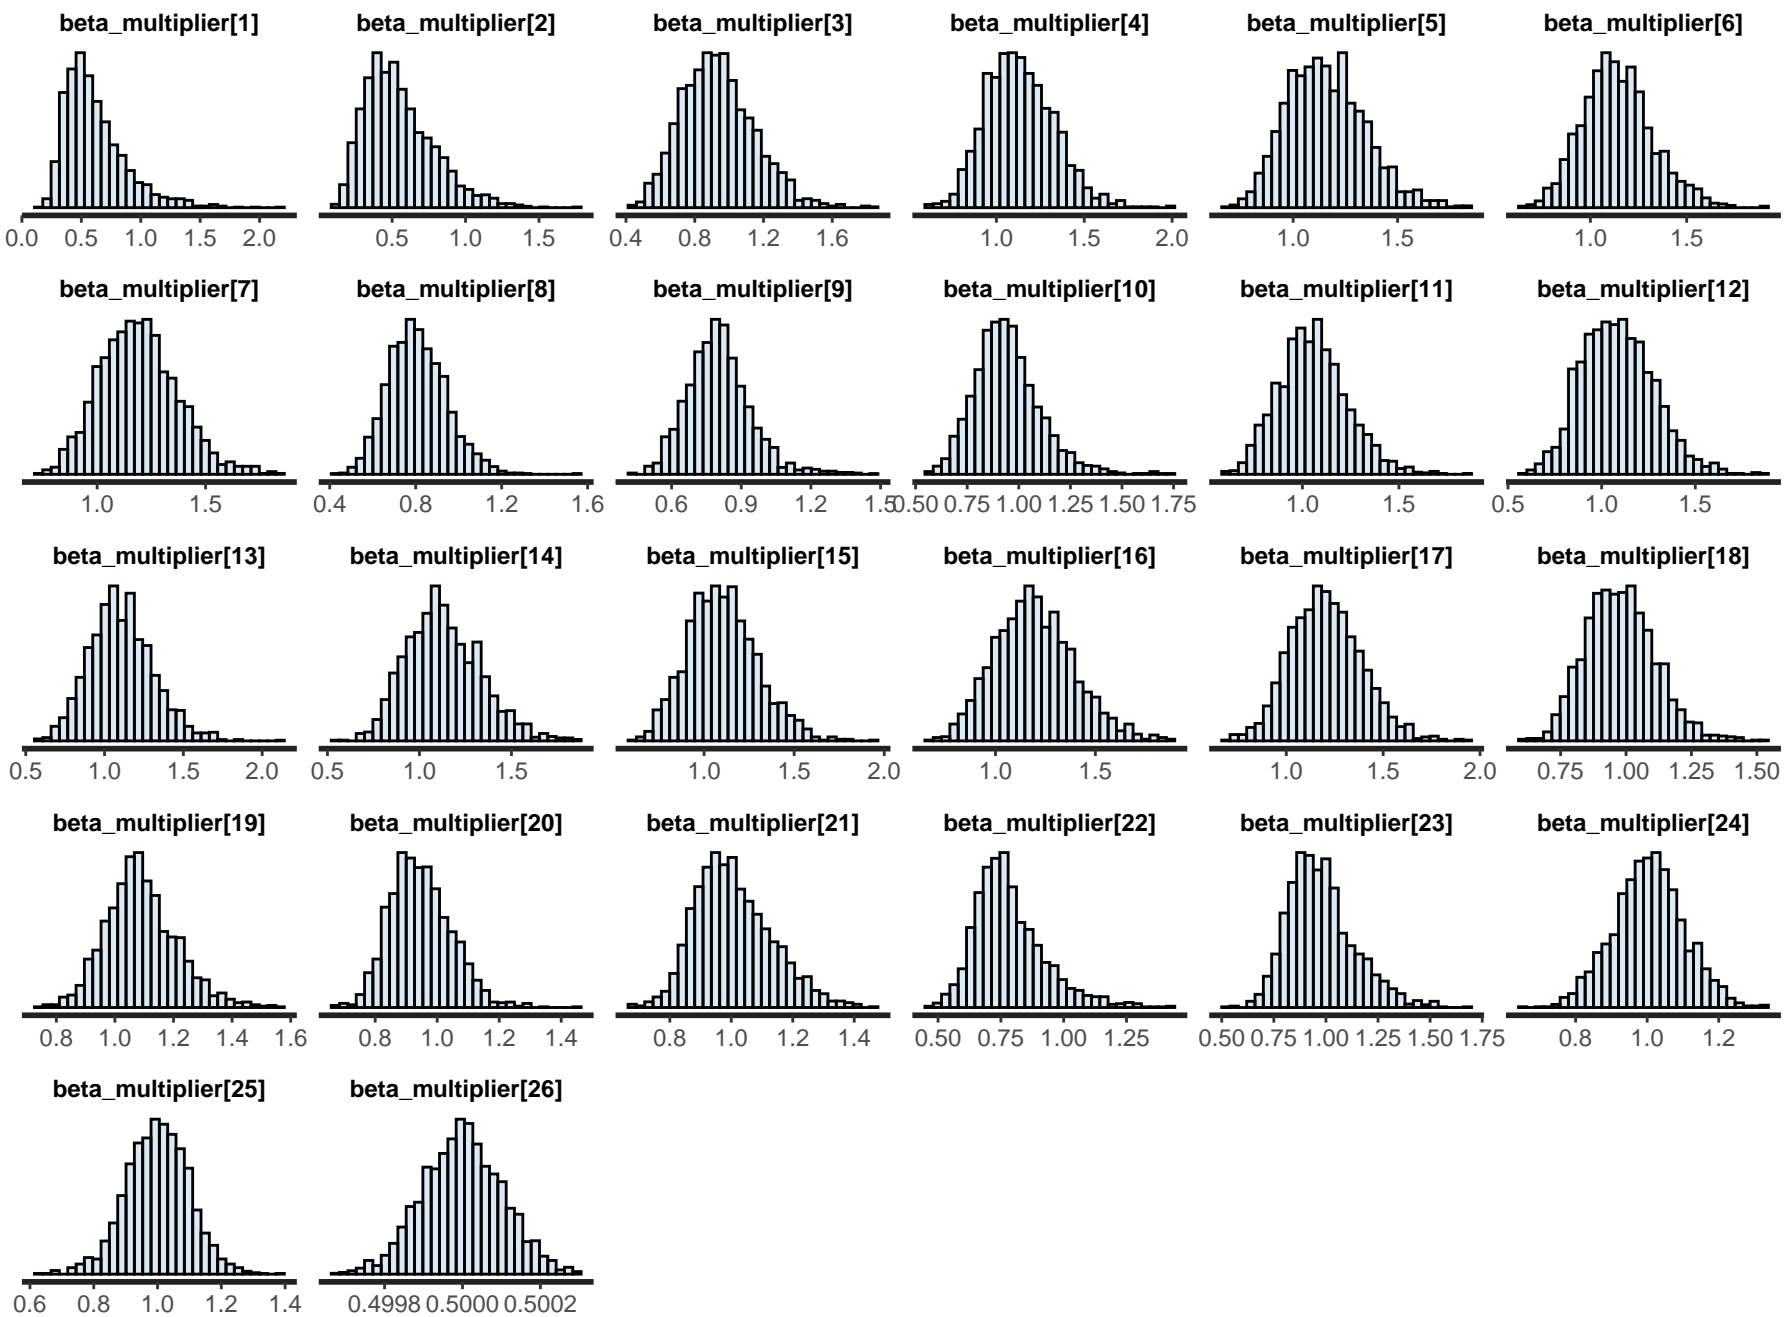 beta_multiplier[1] beta_multiplier[2] beta_multiplier[3] beta_multiplier[4] beta_multiplier[5] beta_multiplier[6]
0.0 0.5 1.0 1.5 2.0 0.5 1.0 1.5 0.4 0.8 1.2 1.6 1.0 1.5 2.0 1.0 1.5 1.0 1.5
beta_multiplier[7] beta_multiplier[8] beta_multiplier[9] beta_multiplier[10] beta_multiplier[11] beta_multiplier[12]
1.0 1.5 0.4 0.8 1.2 1.6 0.6 0.9 1.2 1.5 0.50 0.75 1.00 1.25 1.50 1.75 1.0 1.5 0.5 1.0 1.5
beta_multiplier[13] beta_multiplier[14] beta_multiplier[15] beta_multiplier[16] beta_multiplier[17] beta_multiplier[18]
0.5 1.0 1.5 2.0 0.5 1.0 1.5 1.0 1.5 2.0 1.0 1.5 1.0 1.5 2.0 0.75 1.00 1.25 1.50
beta_multiplier[19] beta_multiplier[20] beta_multiplier[21] beta_multiplier[22] beta_multiplier[23] beta_multiplier[24]
0.8 1.0 1.2 1.4 1.6 0.8 1.0 1.2 1.4 0.8 1.0 1.2 1.4 0.50 0.75 1.00 1.25 0.50 0.75 1.00 1.25 1.50 1.75 0.8 1.0 1.2
beta_multiplier[25] beta_multiplier[26]
0.6 0.8 1.0 1.2 1.4 0.4998 0.5000 0.5002